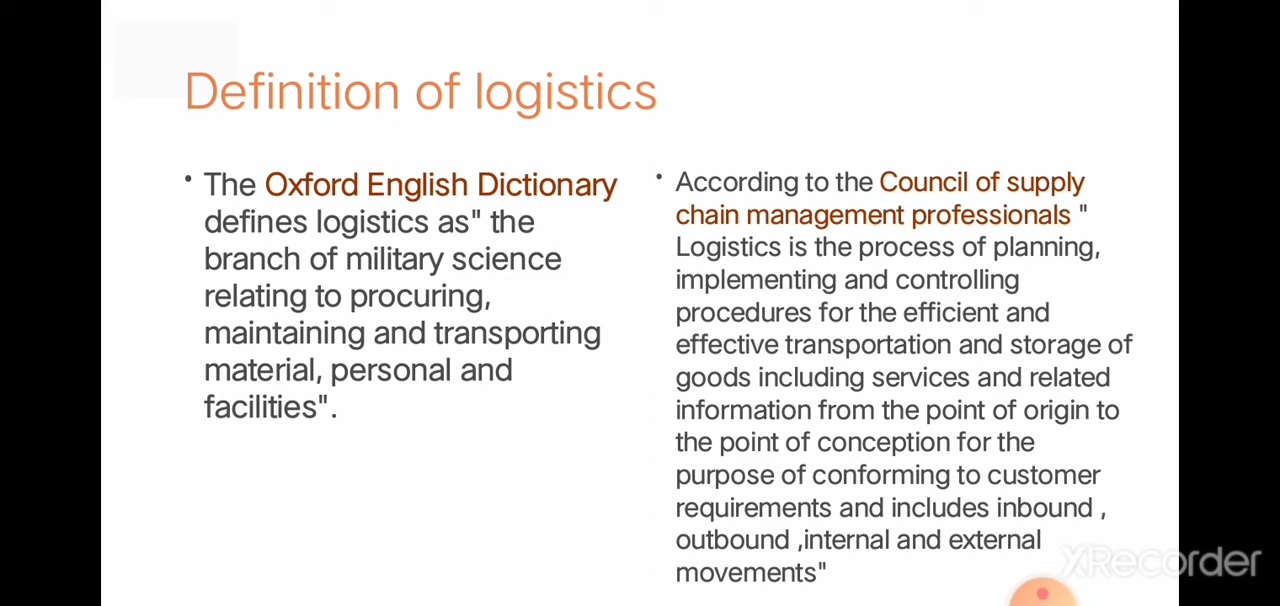 Definition of logistics
• The Oxford English Dictionary
defines logistics as" the
branch of military science
relating to procuring,
maintaining and transporting
material, personal and
facilities".
• According to the Council of supply
chain management professionals "
Logistics is the process of planning,
implementing and controlling
procedures for the efficient and
effective transportation and storage of
goods including services and related
information from the point of origin to
the point of conception for the
purpose of conforming to customer
requirements and includes inbound ,
outbound ,internal and external
movements"
XRecorder